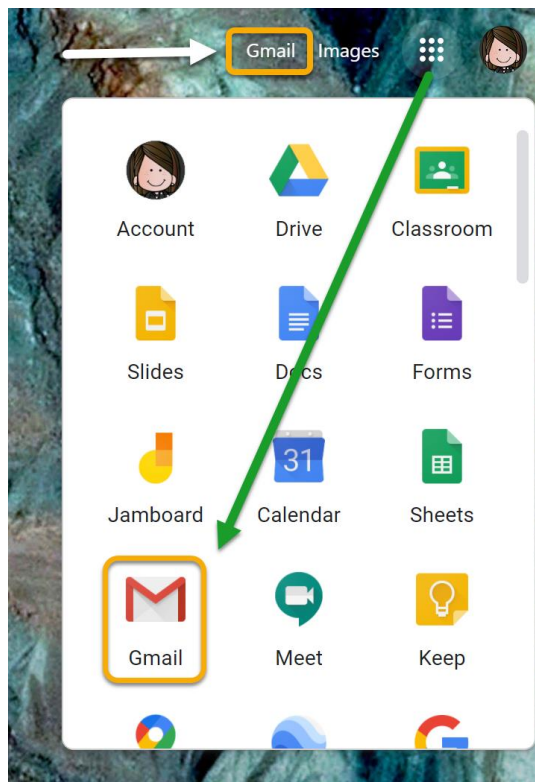 Gmail Images
Account Drive Classroom
Slides Docs Forms
31
Jamboard Calendar Sheets
Gmail Meet Keep